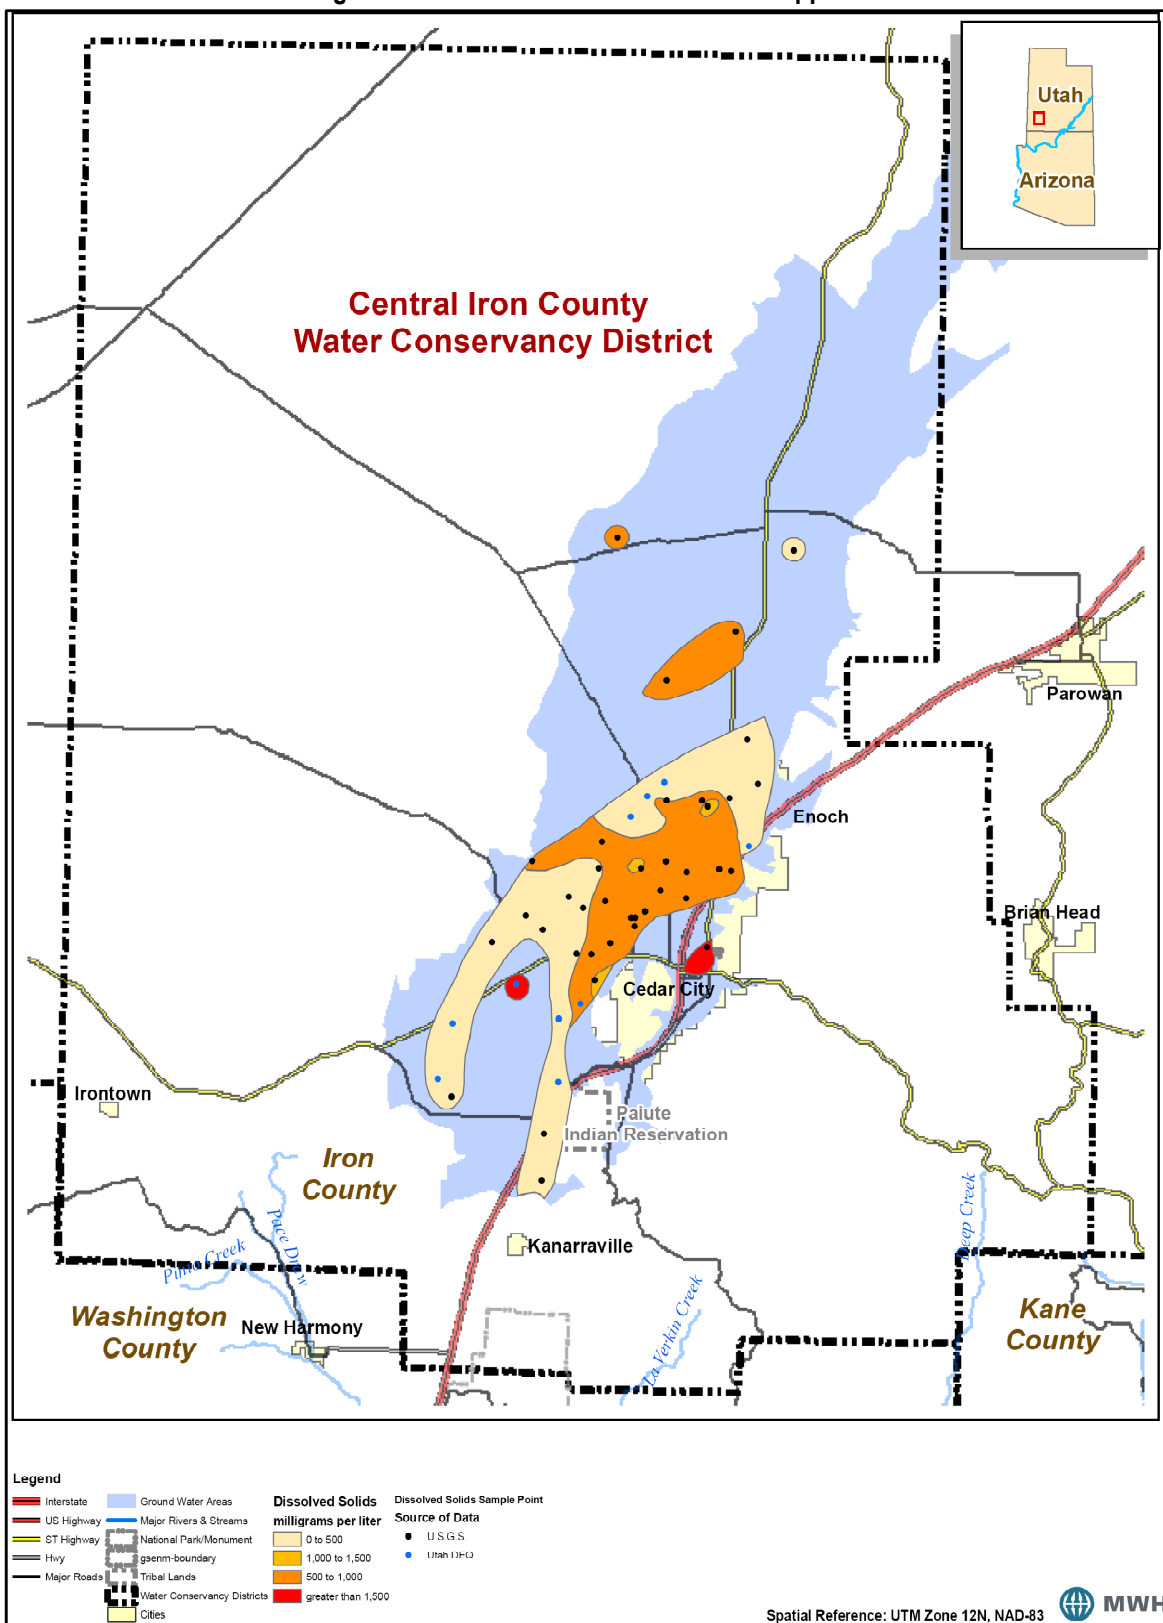 Utah
Arizona
Central Iron County
Water Conservancy District
Parowan
Enoch
Brian Head
Cedar City
Irontown
Paiute
Indian Reservation
Iron
County
Deep Creek
Pace Draw
Pinto Creek
Kanarraville
Washington
County
New Harmony
La Verkin Creek
Kane
County
Legend
Interstate
US Highway
ST Highway
Hwy
Major Roads
Ground Water Areas
Major Rivers & Streams
National Park/Monument
gsenm-boundary
Tribal Lands
Water Conservancy Districts
Cities
Dissolved Solids
milligrams per liter
0 to 500
1,000 to 1,500
500 to 1,000
greater than 1,500
Dissolved Solids Sample Point
Source of Data
U.S.G.S
Utah DEQ
Spatial Reference: UTM Zone 12N, NAD-83
MWH